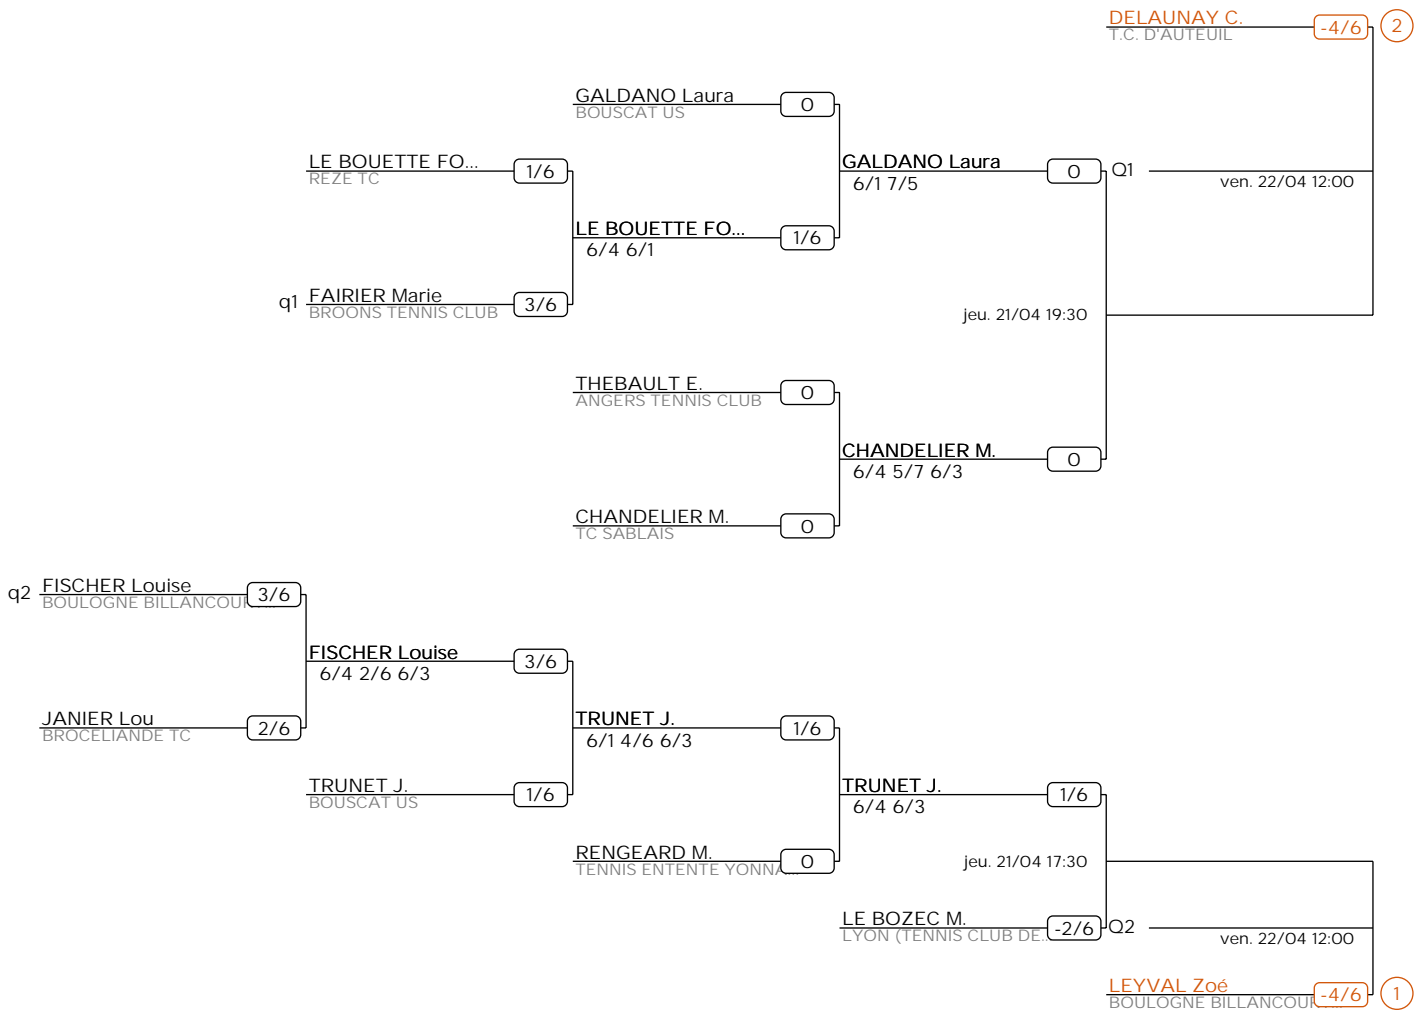 DELAUNAY C.
-4/6
2
T.C. D'AUTEUIL
GALDANO Laura
0
BOUSCAT US
LE BOUETTE FO...
1/6
REZE TC
GALDANO Laura
0
Q1
6/1 7/5
ven. 22/04 12:00
LE BOUETTE FO...
1/6
6/4 6/1
q1
FAIRIER Marie
3/6
BROONS TENNIS CLUB
jeu. 21/04 19:30
THEBAULT E.
0
ANGERS TENNIS CLUB
CHANDELIER M.
0
6/4 5/7 6/3
CHANDELIER M.
0
TC SABLAIS
q2
FISCHER Louise
3/6
BOULOGNE BILLANCOU
FISCHER Louise
3/6
6/4 2/6 6/3
JANIER Lou
2/6
BROCELIANDE TC
TRUNET J.
1/6
6/1 4/6 6/3
TRUNET J.
1/6
BOUSCAT US
TRUNET J.
1/6
6/4 6/3
RENGEARD M.
0
TENNIS ENTENTE YONNA...
jeu. 21/04 17:30
LE BOZEC M.
-2/6
Q2
LYON (TENNIS CLUB DE...
ven. 22/04 12:00
LEYVAL Zoé
-4/6
1
BOULOGNE BILLANCOU